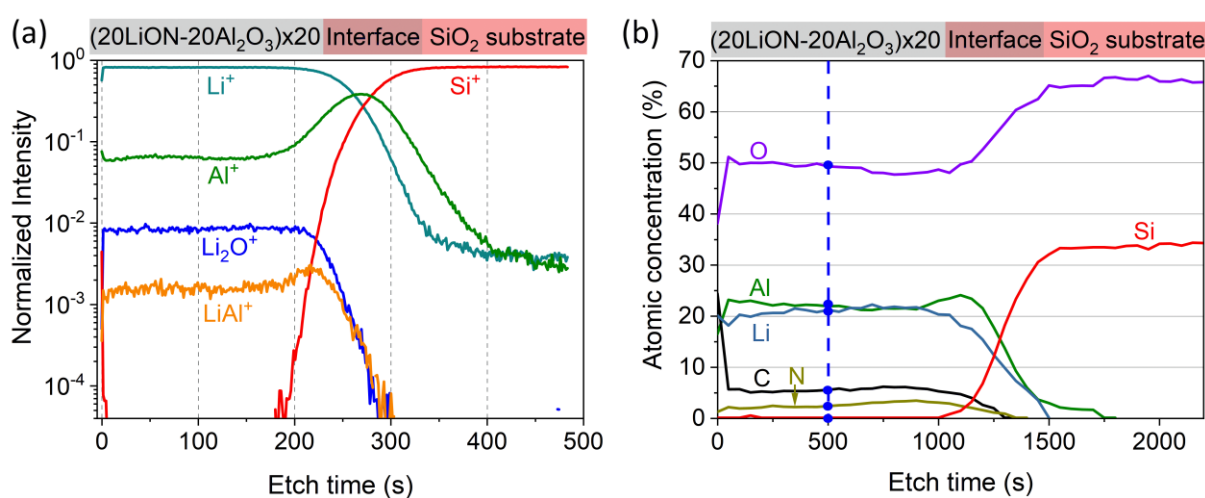 (a)
(20LiON-20Al₂O₃)x20 Interface SiO₂ substrate
Normalized Intensity
10⁰
10⁻¹
10⁻²
10⁻³
10⁻⁴
Li⁺
Si⁺
Al⁺
Li₂O⁺
LiAl⁺
0 100 200 300 400 500
Etch time (s)
(b)
(20LiON-20Al₂O₃)x20 Interface SiO₂ substrate
Atomic concentration (%)
70
60
50
40
30
20
10
0
O
Si
Al
Li
C N
0 500 1000 1500 2000
Etch time (s)